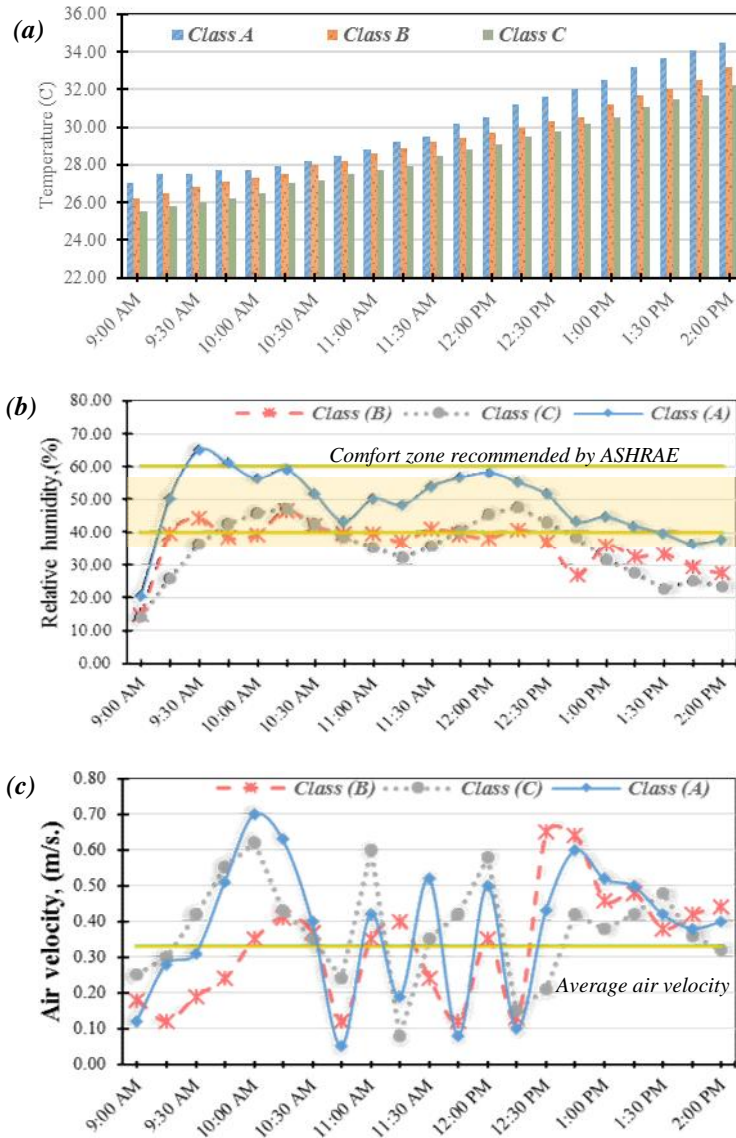 (a)
Class A Class B Class C
Temperature (C)
36.00
34.00
32.00
30.00
28.00
26.00
24.00
22.00
9:00 AM 9:30 AM 10:00 AM 10:30 AM 11:00 AM 11:30 AM 12:00 PM 12:30 PM 1:00 PM 1:30 PM 2:00 PM
(b)
Class (B) Class (C) Class (A)
Comfort zone recommended by ASHRAE
Relative humidity,(%)
80.00
70.00
60.00
50.00
40.00
30.00
20.00
10.00
0.00
9:00 AM 9:30 AM 10:00 AM 10:30 AM 11:00 AM 11:30 AM 12:00 PM 12:30 PM 1:00 PM 1:30 PM 2:00 PM
(c)
Class (B) Class (C) Class (A)
Air velocity, (m/s.)
0.80
0.70
0.60
0.50
0.40
0.30
0.20
0.10
0.00
Average air velocity
9:00 AM 9:30 AM 10:00 AM 10:30 AM 11:00 AM 11:30 AM 12:00 PM 12:30 PM 1:00 PM 1:30 PM 2:00 PM